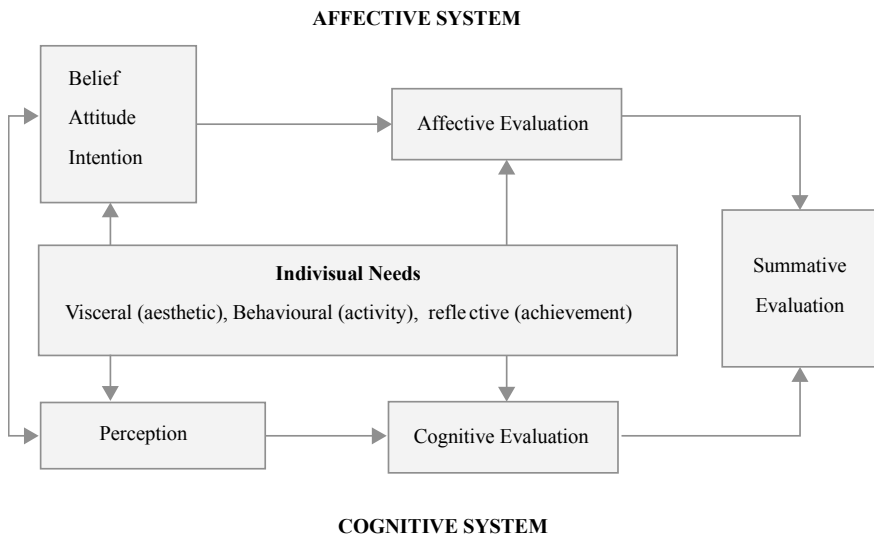 AFFECTIVE SYSTEM
Belief
Attitude
Intention
Affective Evaluation
Indivisual Needs
Visceral (aesthetic), Behavioural (activity), refle ctive (achievement)
Summative
Evaluation
Perception
Cognitive Evaluation
COGNITIVE SYSTEM